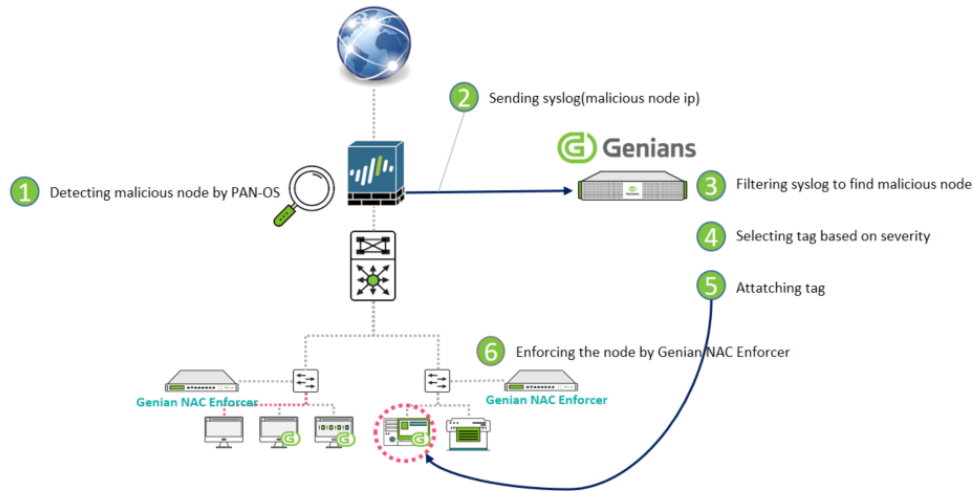 2 Sending syslog(malicious node ip)
Genians
1 Detecting malicious node by PAN-OS
3 Filtering syslog to find malicious node
4 Selecting tag based on severity
5 Attatching tag
6 Enforcing the node by Genian NAC Enforcer
Genian NAC Enforcer
Genian NAC Enforcer